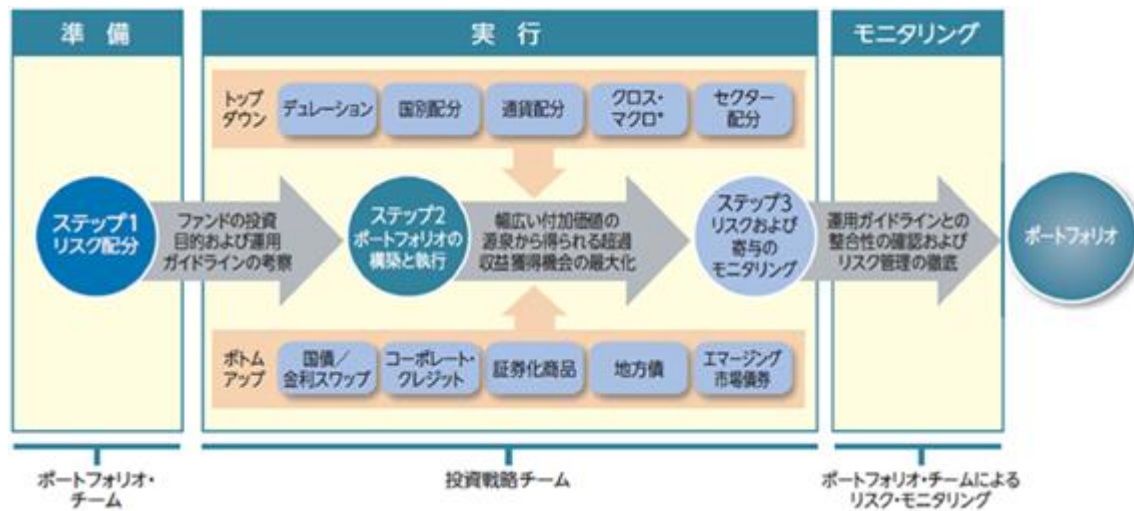 準 備
実 行
モニタリング
トップ
ダウン
デュレーション
国別配分
通貨配分
クロス・
マクロ*
セクター
配分
ステップ1
リスク配分
ファンドの投資
目的および運用
ガイドラインの考察
ステップ2
ポートフォリオの
構築と執行
幅広い付加価値の
源泉から得られる超過
収益獲得機会の最大化
ステップ3
リスクおよび
寄与の
モニタリング
運用ガイドラインとの
整合性の確認および
リスク管理の徹底
ポートフォリオ
ボトム
アップ
国債/
金利スワップ
コーポレート・
クレジット
証券化商品
地方債
エマージング
市場債券
ポートフォリオ・
チーム
投資戦略チーム
ポートフォリオ・チームによる
リスク・モニタリング